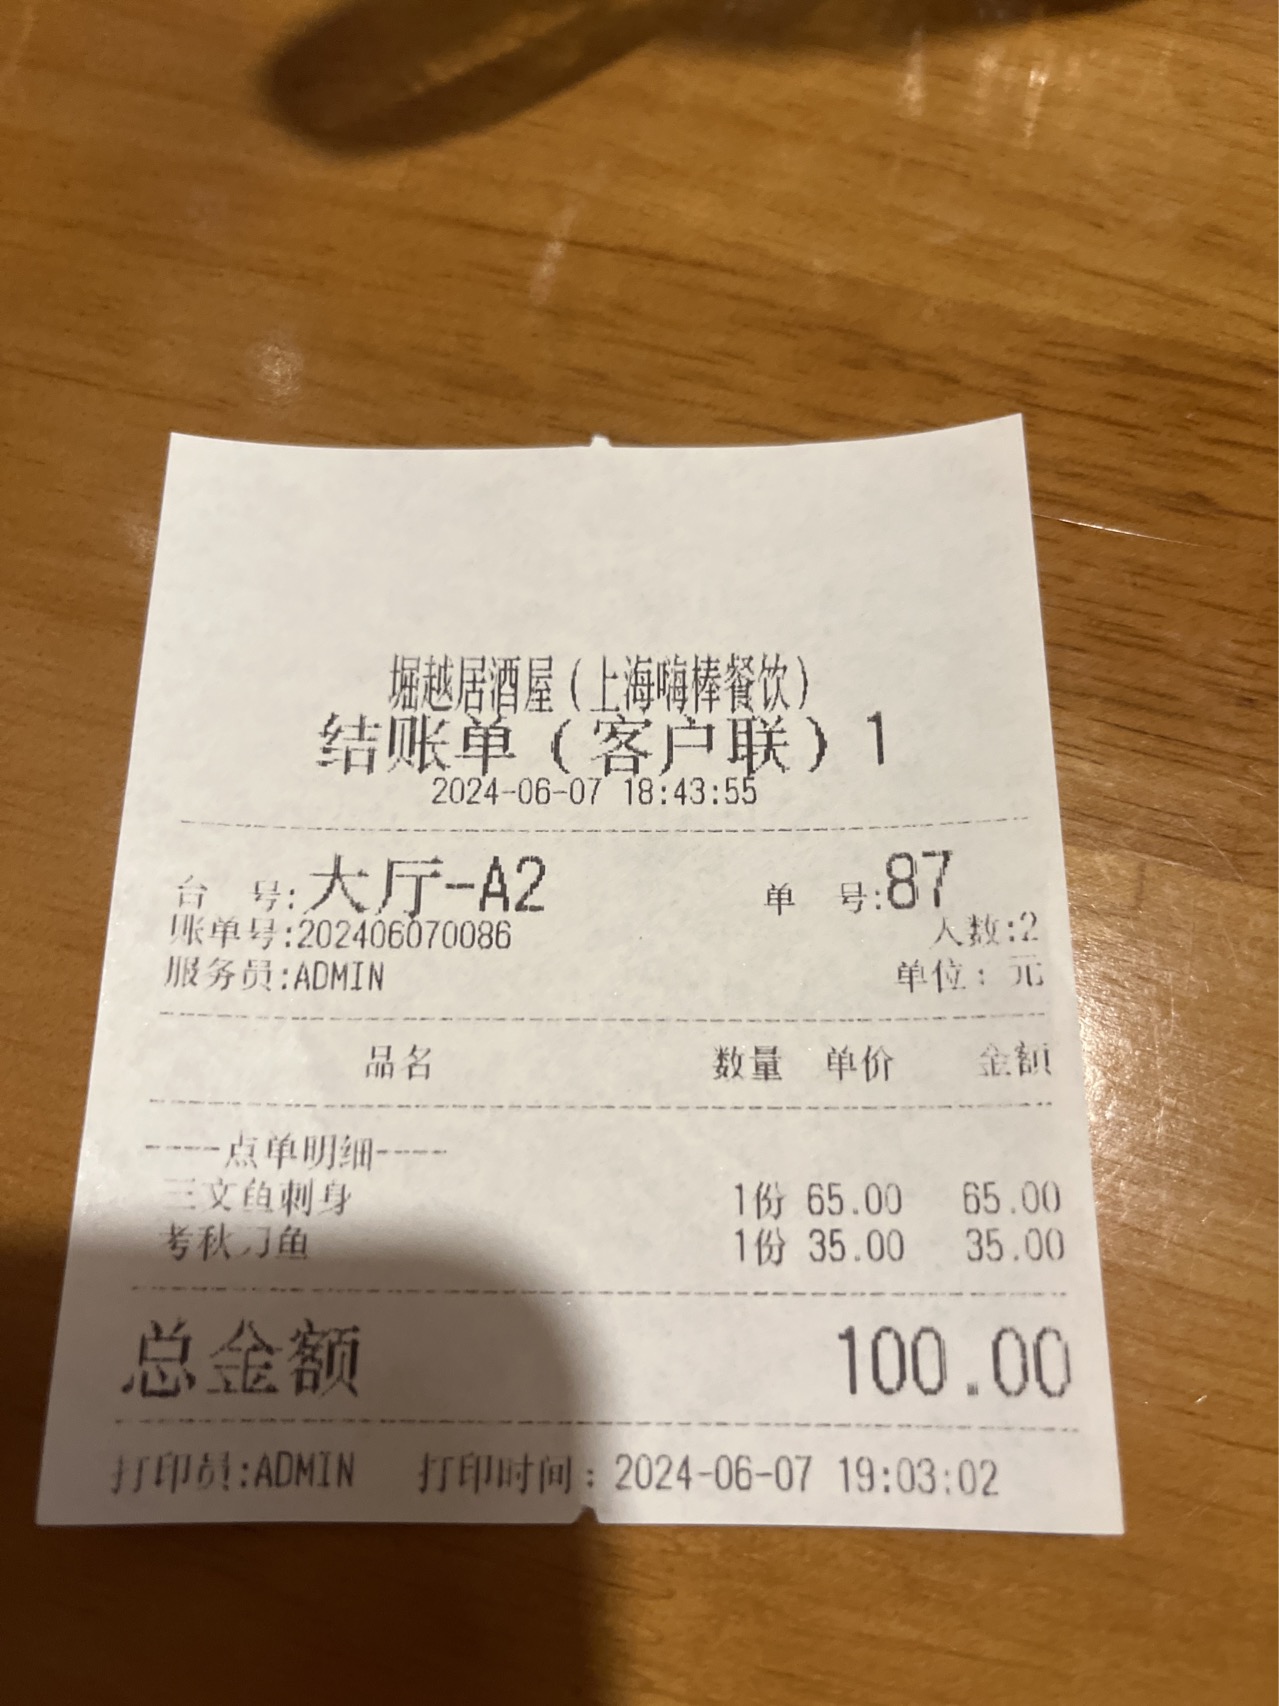 堀越居酒屋(上海嗨棒餐饮)
结账单(客户联)1
2024-06-07 18:43:55
台 号:大厅-A2 单 号:87
账单号:202406070086 人数:2
服务员:ADMIN 单位: 元
品名 数量 单价 金额
----点单明细----
三文鱼刺身 1份 65.00 65.00
考秋刀鱼 1份 35.00 35.00
总金额 100.00
打印员:ADMIN 打印时间: 2024-06-07 19:03:02